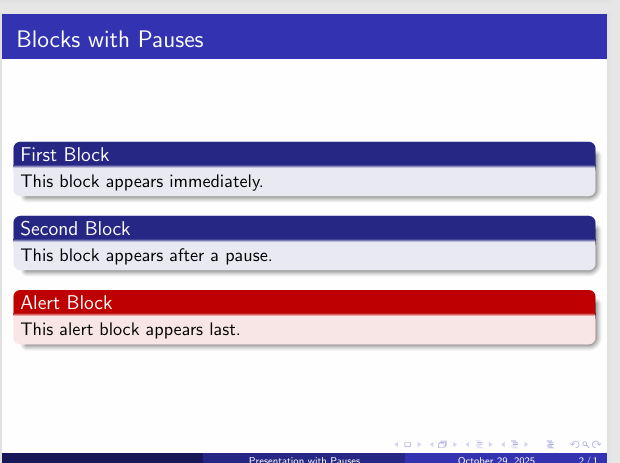 Blocks with Pauses
First Block
This block appears immediately.
Second Block
This block appears after a pause.
Alert Block
This alert block appears last.
Presentation with Pauses October 29, 2025 2 / 1